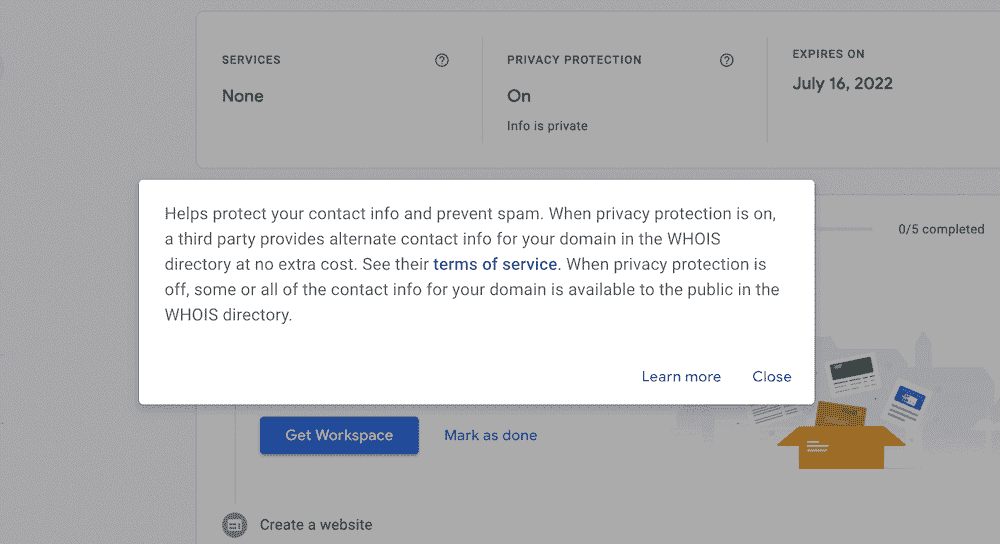 SERVICES
None
PRIVACY PROTECTION
On
Info is private
EXPIRES ON
July 16, 2022
Helps protect your contact info and prevent spam. When privacy protection is on,
a third party provides alternate contact info for your domain in the WHOIS
directory at no extra cost. See their terms of service. When privacy protection is
off, some or all of the contact info for your domain is available to the public in the
WHOIS directory.
Learn more Close
0/5 completed
Get Workspace Mark as done
Create a website